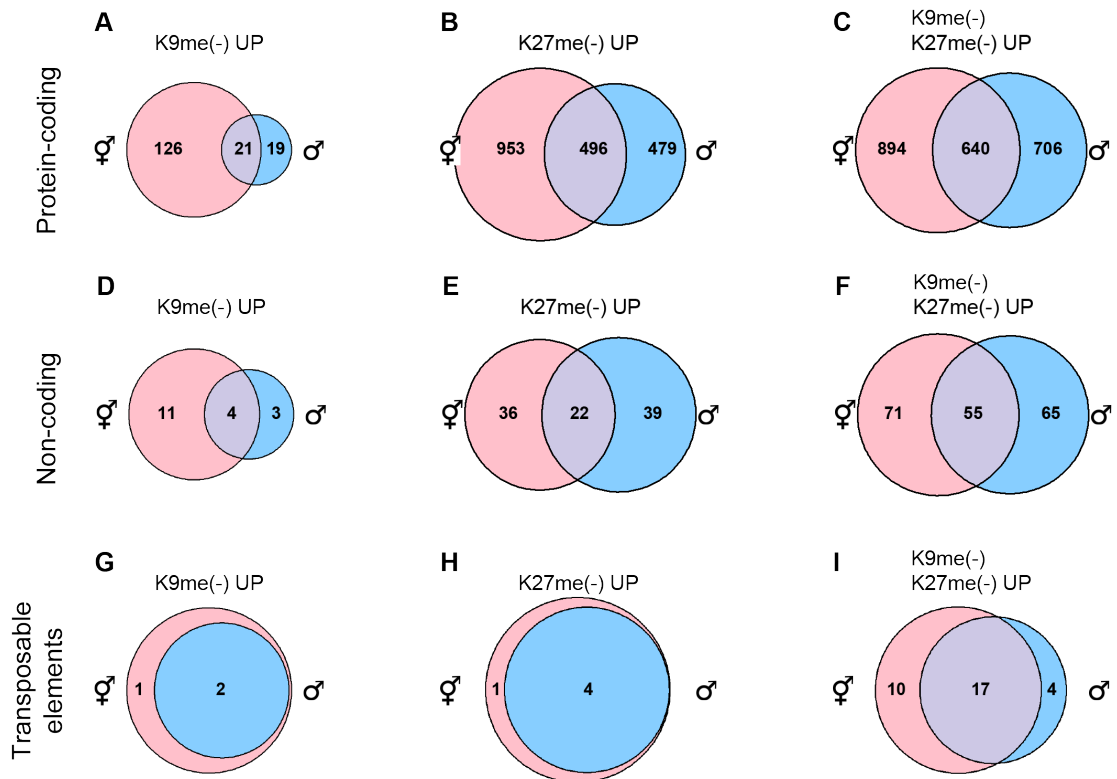 A
K9me(-) UP
B
K27me(-) UP
C
K9me(-)
K27me(-) UP
Protein-coding
⚥ 126 21 19 ♂
⚥ 953 496 479 ♂
⚥ 894 640 706 ♂
D
K9me(-) UP
E
K27me(-) UP
F
K9me(-)
K27me(-) UP
Non-coding
⚥ 11 4 3 ♂
⚥ 36 22 39 ♂
⚥ 71 55 65 ♂
G
K9me(-) UP
H
K27me(-) UP
I
K9me(-)
K27me(-) UP
Transposable
elements
⚥ 1 2 ♂
⚥ 1 4 ♂
⚥ 10 17 4 ♂